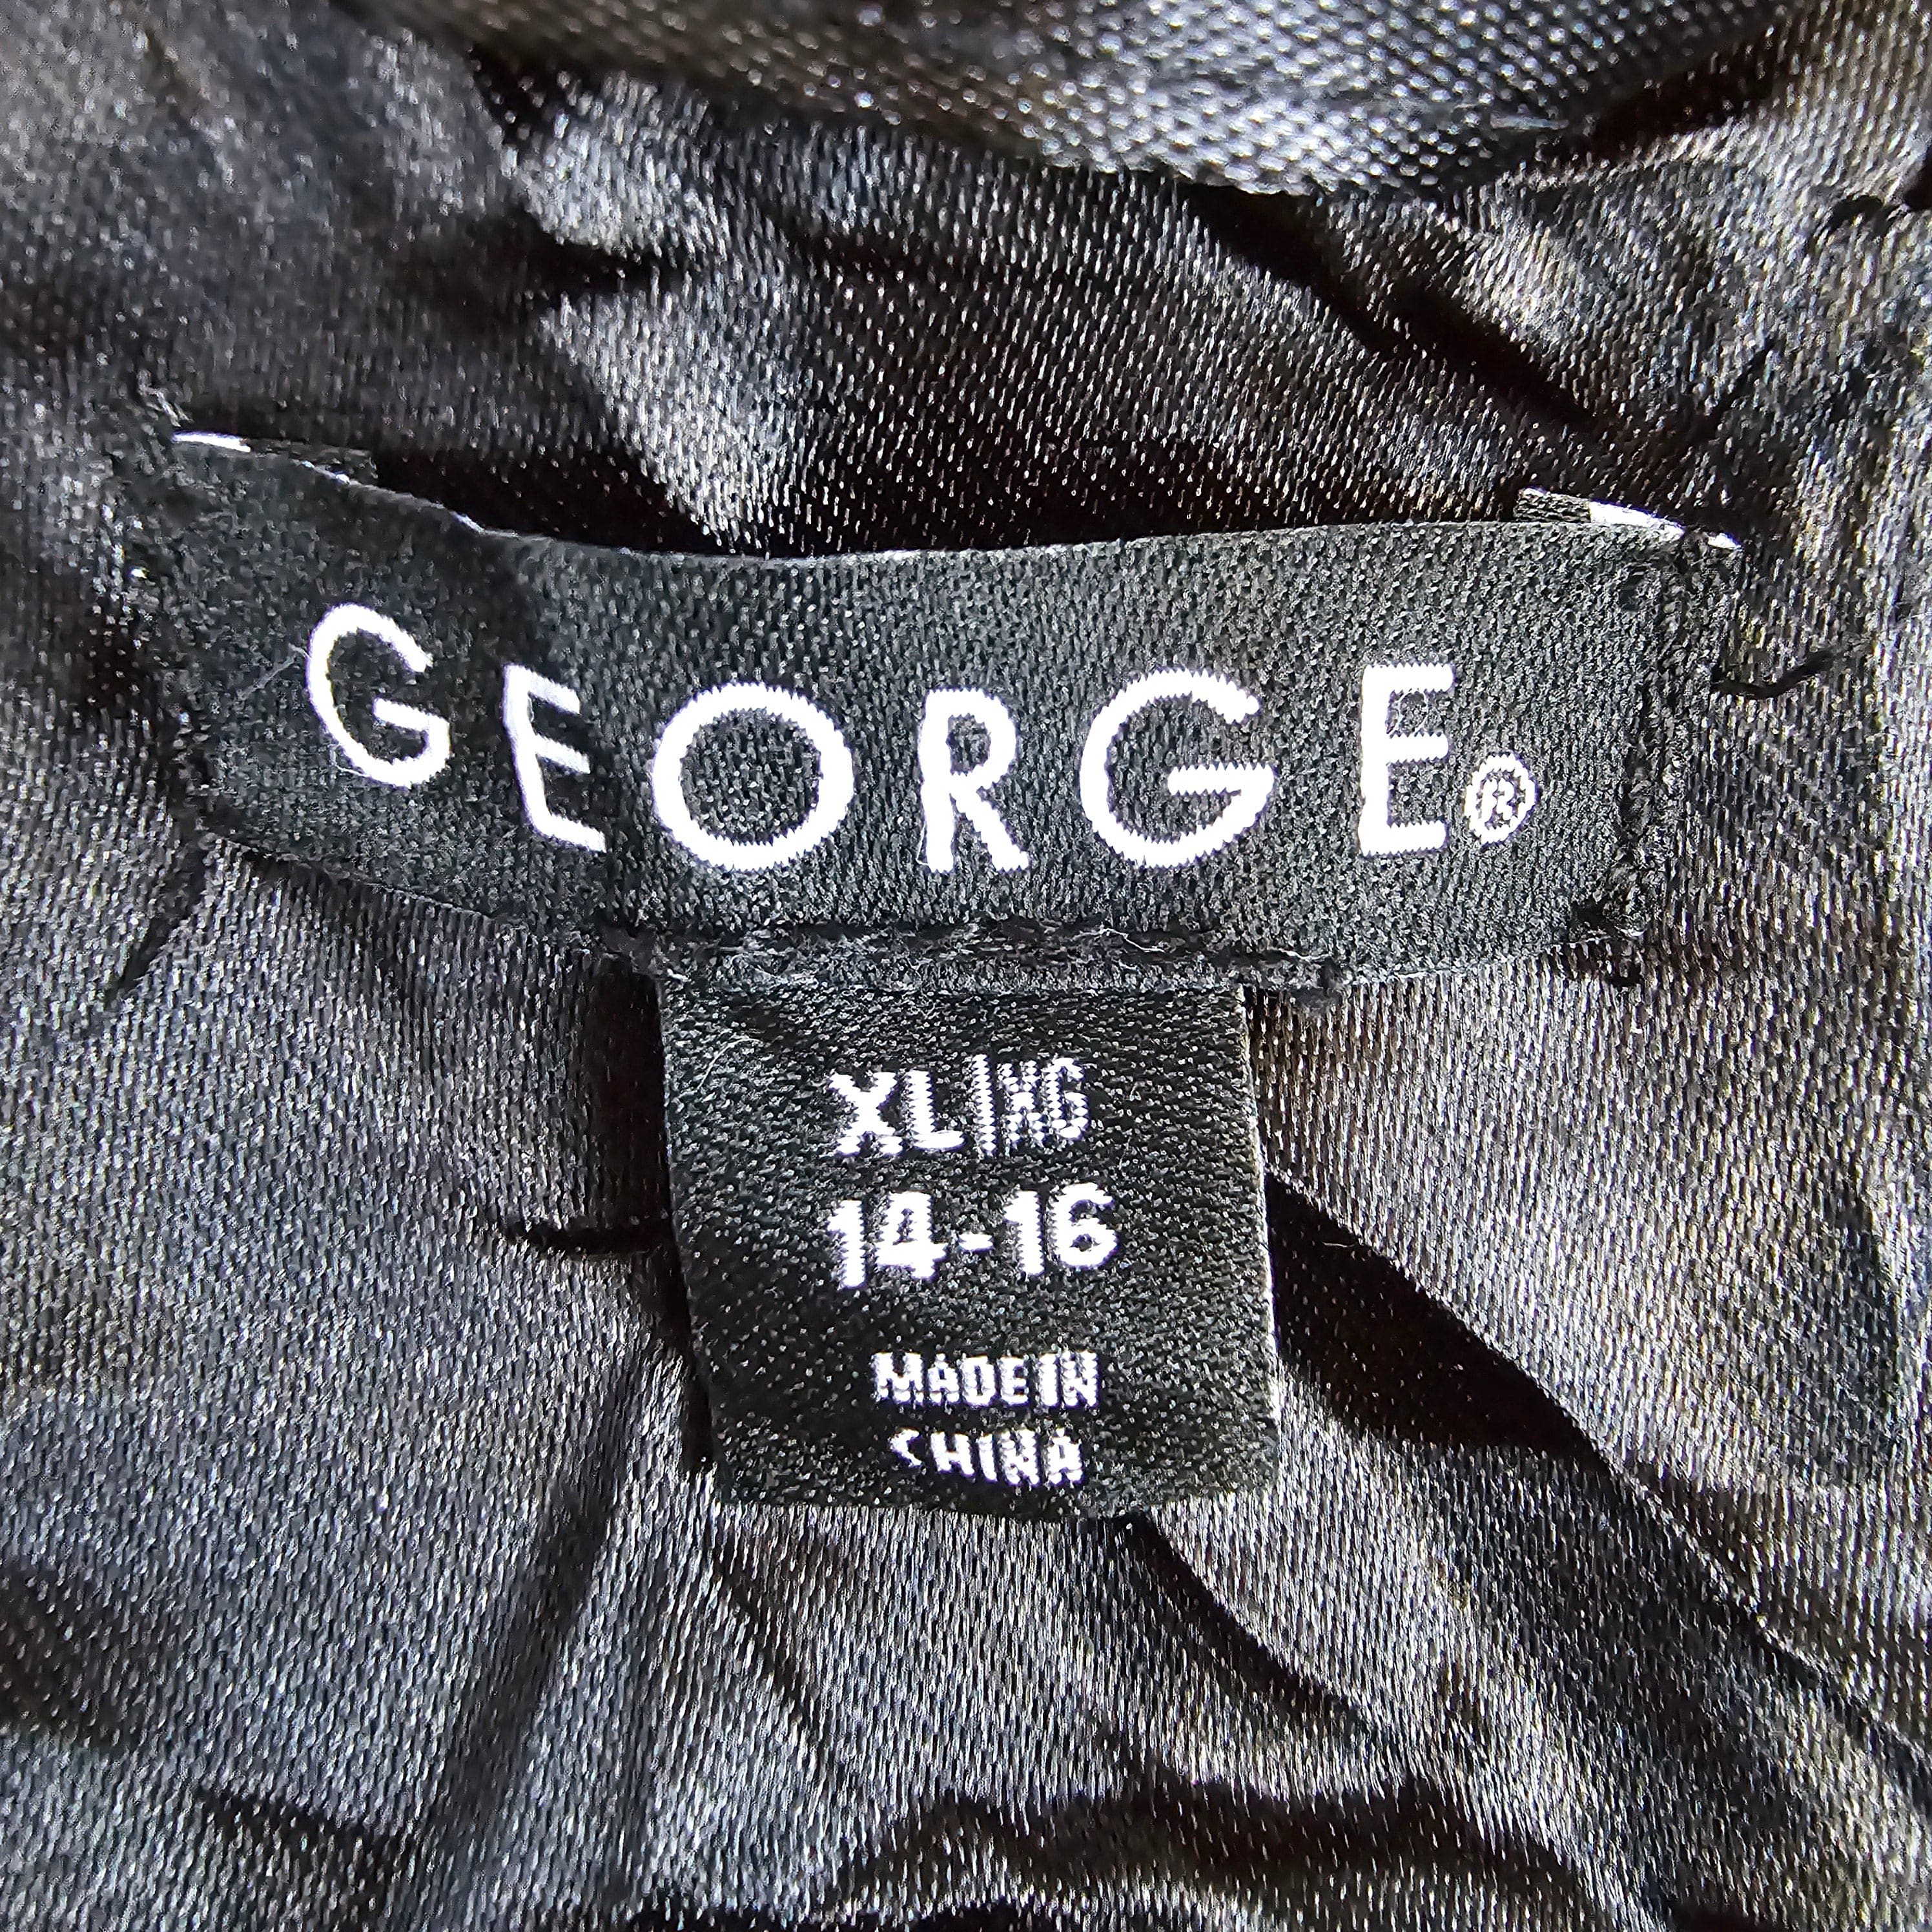 GEORGE®
XL|XG
14-16
MADE IN
CHINA